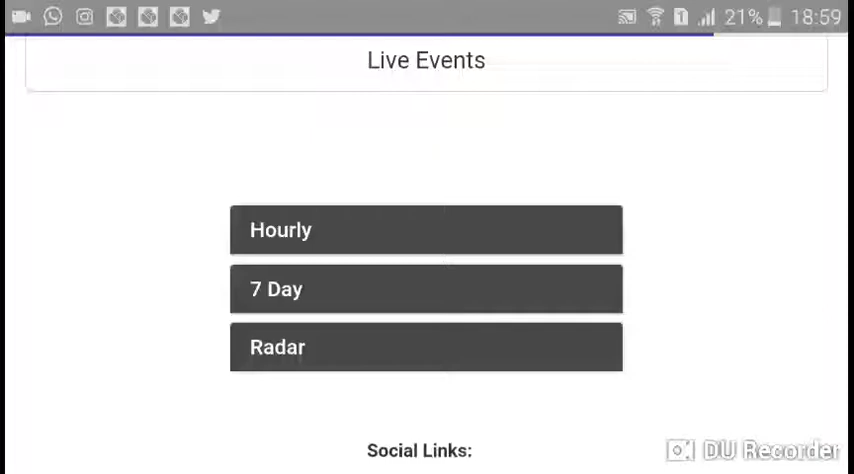 21% 18:59
Live Events
Hourly
7 Day
Radar
Social Links:
DU Recorder